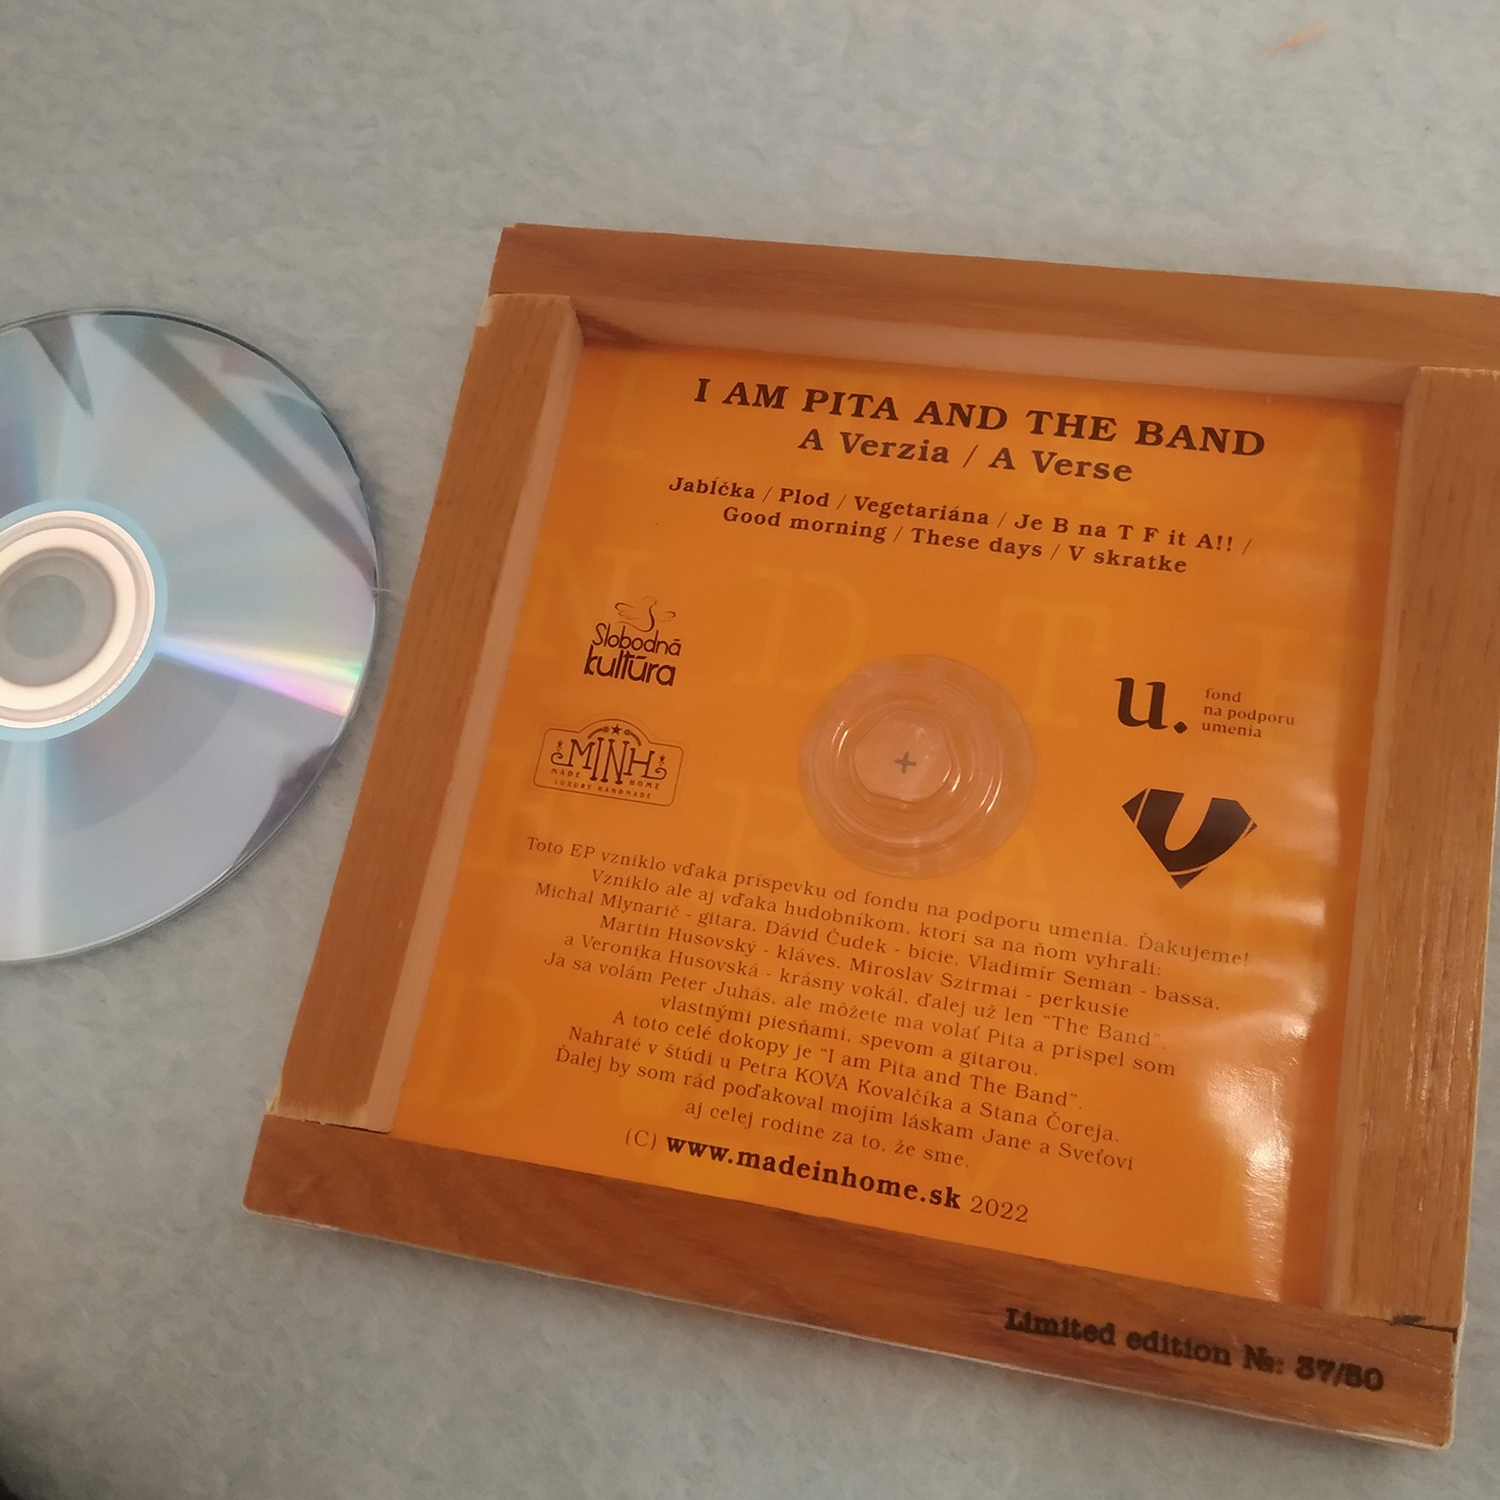 I AM PITA AND THE BAND
A Verzia / A Verse
Jabĺčka / Plod / Vegetariána / Je B na T F it A!! /
Good morning / These days / V skratke
Slobodná
kultúra
MINH
MADE HOME
LUXURY HANDMADE
u. fond
na podporu
umenia
Toto EP vzniklo vďaka príspevku od fondu na podporu umenia. Ďakujeme!
Vzniklo ale aj vďaka hudobníkom, ktorí sa na ňom vyhrali:
Michal Mlynarič - gitara, Dávid Čudek - bicie, Vladimír Seman - bassa,
Martin Husovský - kláves, Miroslav Szirmai - perkusie
a Veronika Husovská - krásny vokál, ďalej už len "The Band".
Ja sa volám Peter Juhás, ale môžete ma volať Pita a prispel som
vlastnými piesňami, spevom a gitarou.
A toto celé dokopy je "I am Pita and The Band".
Nahraté v štúdi u Petra KOVA Kovalčíka a Stana Čoreja.
Ďalej by som rád poďakoval mojím láskam Jane a Sveťovi
aj celej rodine za to, že sme.
(C) www.madeinhome.sk 2022
Limited edition №: 37/50